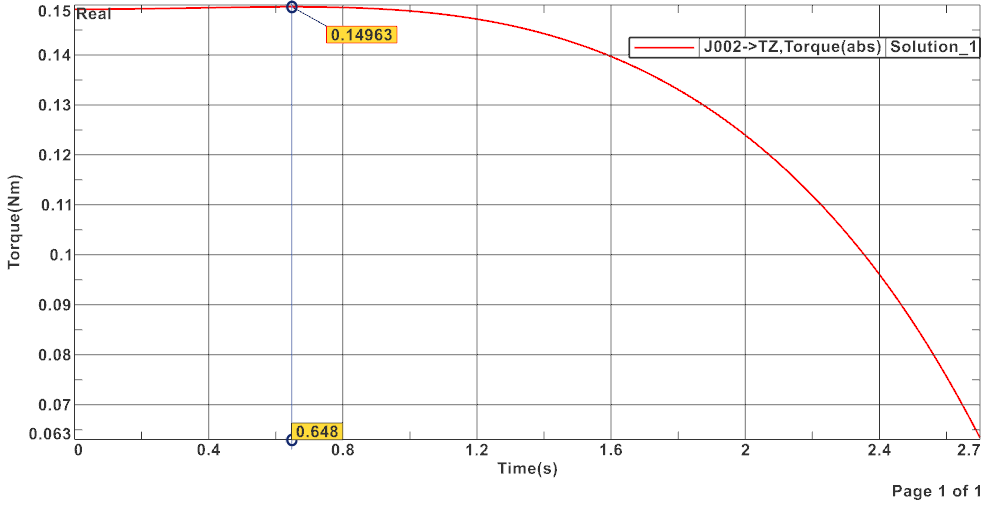 0.15
Real
0.14963
J002->TZ,Torque(abs) Solution_1
0.14
0.13
0.12
0.11
0.1
0.09
0.08
0.07
0.063
Torque(Nm)
0.648
0 0.4 0.8 1.2 1.6 2 2.4 2.7
Time(s)
Page 1 of 1